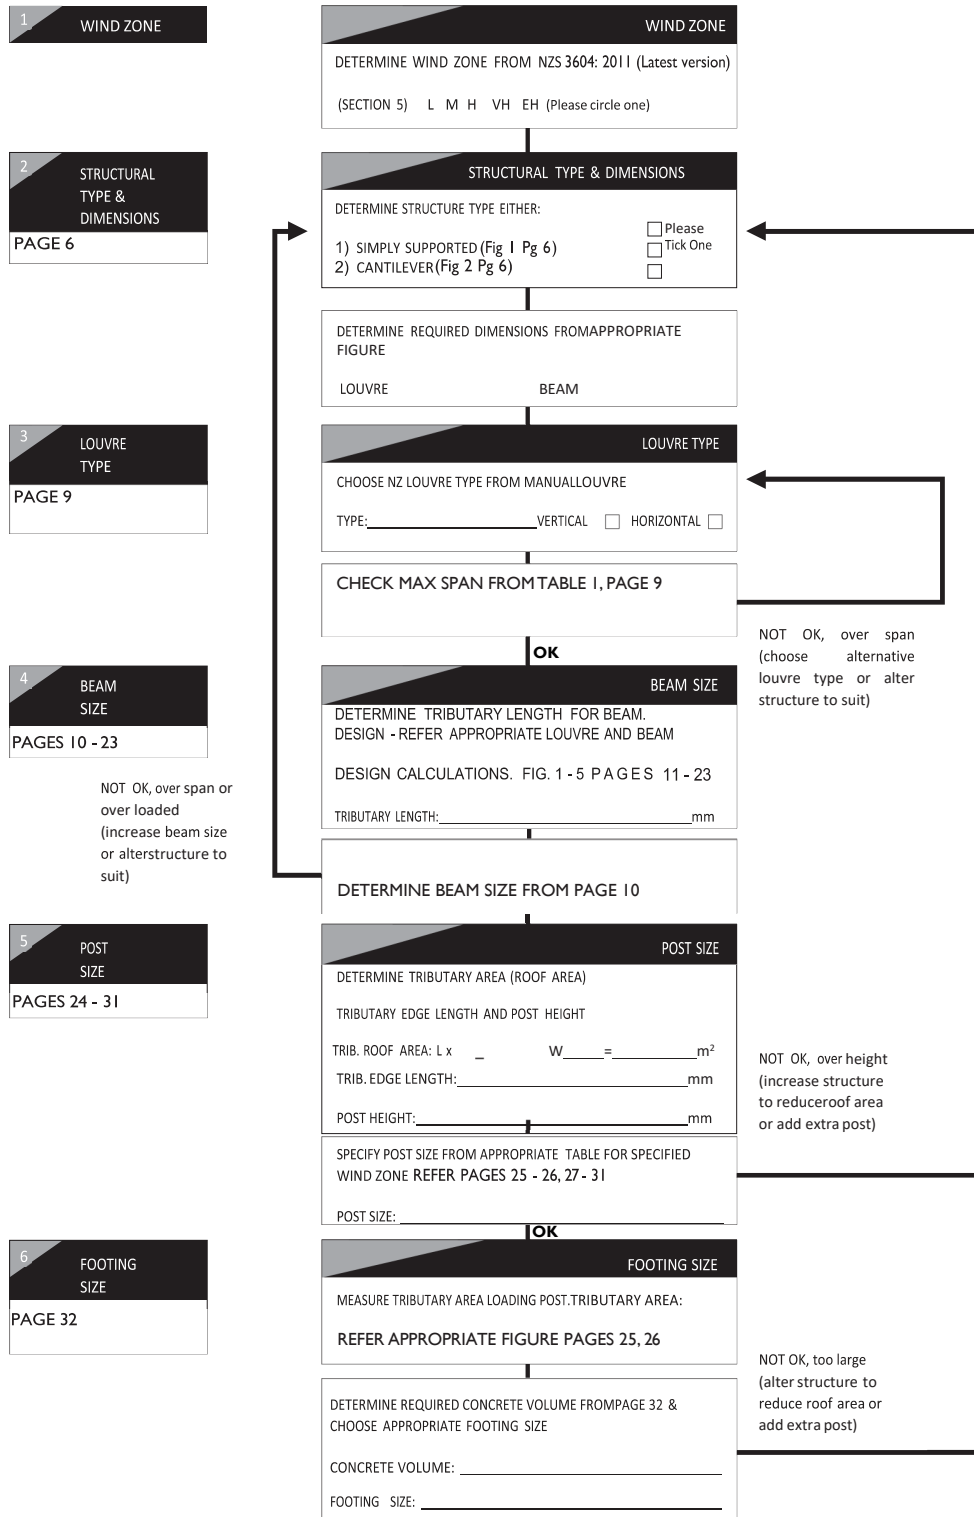 1
WIND ZONE
WIND ZONE
DETERMINE WIND ZONE FROM NZS 3604: 2011 (Latest version)
(SECTION 5) L M H VH EH (Please circle one)
2
STRUCTURAL
TYPE &
DIMENSIONS
PAGE 6
STRUCTURAL TYPE & DIMENSIONS
DETERMINE STRUCTURE TYPE EITHER:
Please
Tick One
1) SIMPLY SUPPORTED (Fig 1 Pg 6)
2) CANTILEVER (Fig 2 Pg 6)
DETERMINE REQUIRED DIMENSIONS FROMAPPROPRIATE
FIGURE
LOUVRE BEAM
3
LOUVRE
TYPE
PAGE 9
LOUVRE TYPE
CHOOSE NZ LOUVRE TYPE FROM MANUALLOUVRE
TYPE:____________VERTICAL HORIZONTAL
CHECK MAX SPAN FROM TABLE 1, PAGE 9
NOT OK, over span
(choose alternative
louvre type or alter
structure to suit)
OK
4
BEAM
SIZE
PAGES 10 - 23
NOT OK, over span or
over loaded
(increase beam size
or alterstructure to
suit)
BEAM SIZE
DETERMINE TRIBUTARY LENGTH FOR BEAM.
DESIGN - REFER APPROPRIATE LOUVRE AND BEAM
DESIGN CALCULATIONS. FIG. 1 - 5 PAGES 11 - 23
TRIBUTARY LENGTH:____________mm
DETERMINE BEAM SIZE FROM PAGE 10
5
POST
SIZE
PAGES 24 - 31
POST SIZE
DETERMINE TRIBUTARY AREA (ROOF AREA)
TRIBUTARY EDGE LENGTH AND POST HEIGHT
TRIB. ROOF AREA: L x _ W____=________m²
TRIB. EDGE LENGTH:____________mm
POST HEIGHT:____________mm
NOT OK, over height
(increase structure
to reduceroof area
or add extra post)
SPECIFY POST SIZE FROM APPROPRIATE TABLE FOR SPECIFIED
WIND ZONE REFER PAGES 25 - 26, 27 - 31
POST SIZE: ____________
OK
6
FOOTING
SIZE
PAGE 32
FOOTING SIZE
MEASURE TRIBUTARY AREA LOADING POST.TRIBUTARY AREA:
REFER APPROPRIATE FIGURE PAGES 25, 26
NOT OK, too large
(alter structure to
reduce roof area or
add extra post)
DETERMINE REQUIRED CONCRETE VOLUME FROMPAGE 32 &
CHOOSE APPROPRIATE FOOTING SIZE
CONCRETE VOLUME: ____________
FOOTING SIZE: ____________